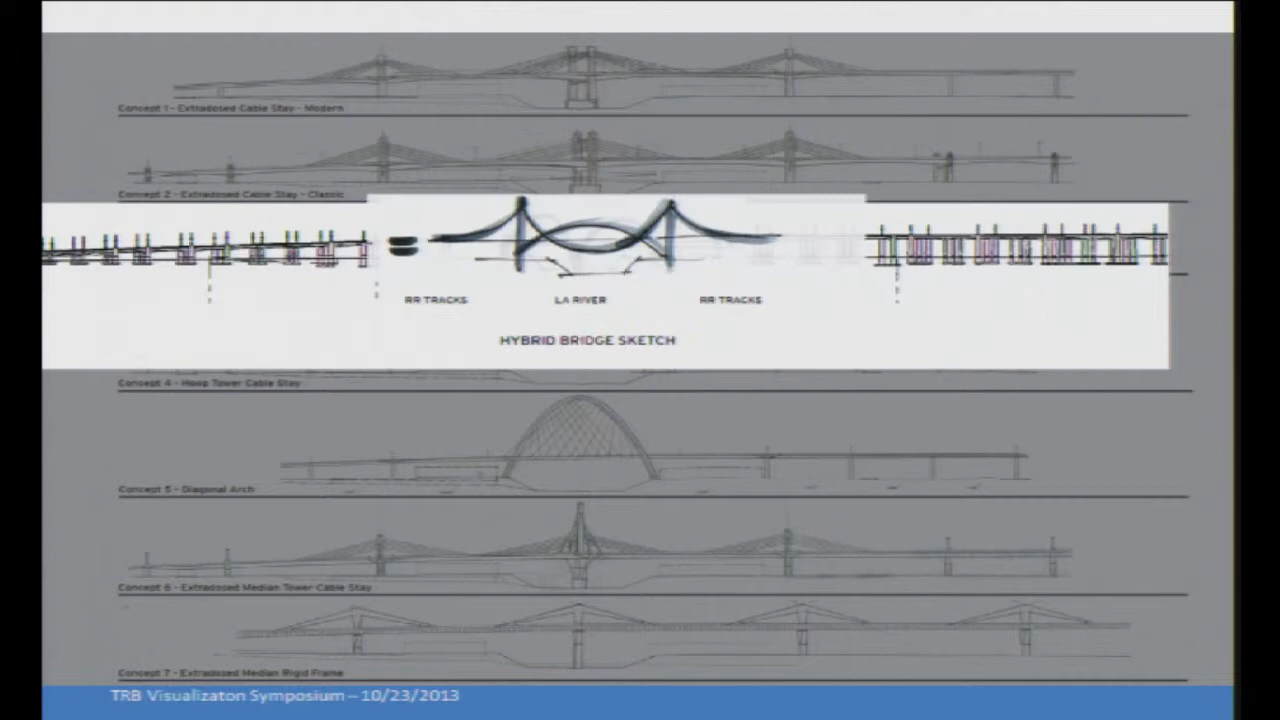 Concept 1 - Extradosed Cable Stay - Modern
Concept 2 - Extradosed Cable Stay - Classic
RR TRACKS LA RIVER RR TRACKS
HYBRID BRIDGE SKETCH
Concept 4 - Hoop Tower Cable Stay
Concept 5 - Diagonal Arch
Concept 6 - Extradosed Median Tower Cable Stay
Concept 7 - Extradosed Median Rigid Frame
TRB Visualizaton Symposium – 10/23/2013